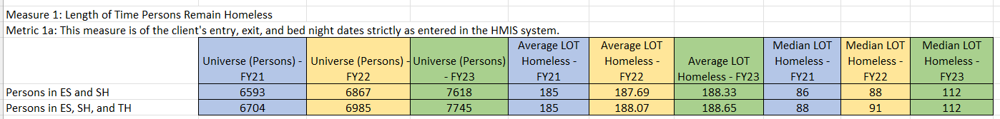 Measure 1: Length of Time Persons Remain Homeless
Metric 1a: This measure is of the client's entry, exit, and bed night dates strictly as entered in the HMIS system.
Universe (Persons) - FY21 Universe (Persons) - FY22 Universe (Persons) - FY23 Average LOT Homeless - FY21 Average LOT Homeless - FY22 Average LOT Homeless - FY23 Median LOT Homeless - FY21 Median LOT Homeless - FY22 Median LOT Homeless - FY23
Persons in ES and SH 6593 6867 7618 185 187.69 188.33 86 88 112
Persons in ES, SH, and TH 6704 6985 7745 185 188.07 188.65 88 91 112